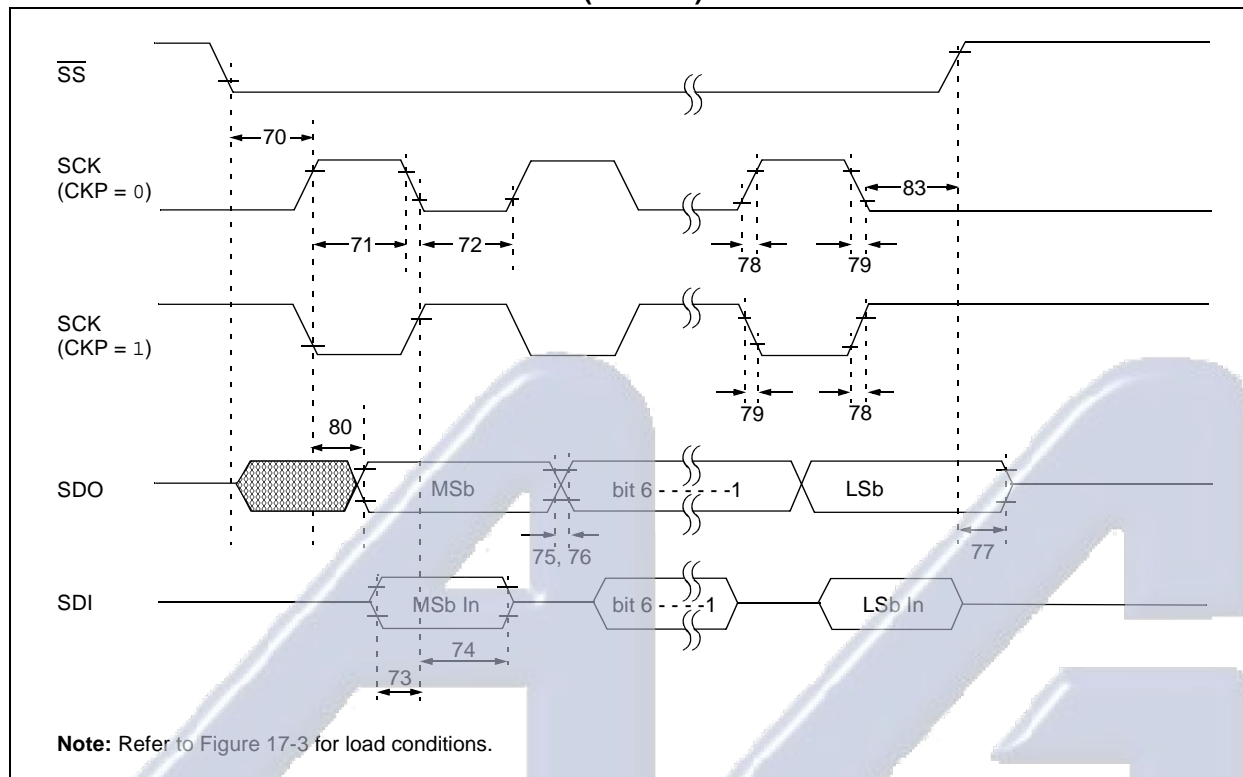 SS
70
SCK
(CKP = 0)
83
71
72
78
79
SCK
(CKP = 1)
79
78
80
SDO
MSb
bit 6 - - - - - -1
LSb
75, 76
77
SDI
MSb In
bit 6 - - - -1
LSb In
74
73
Note: Refer to Figure 17-3 for load conditions.